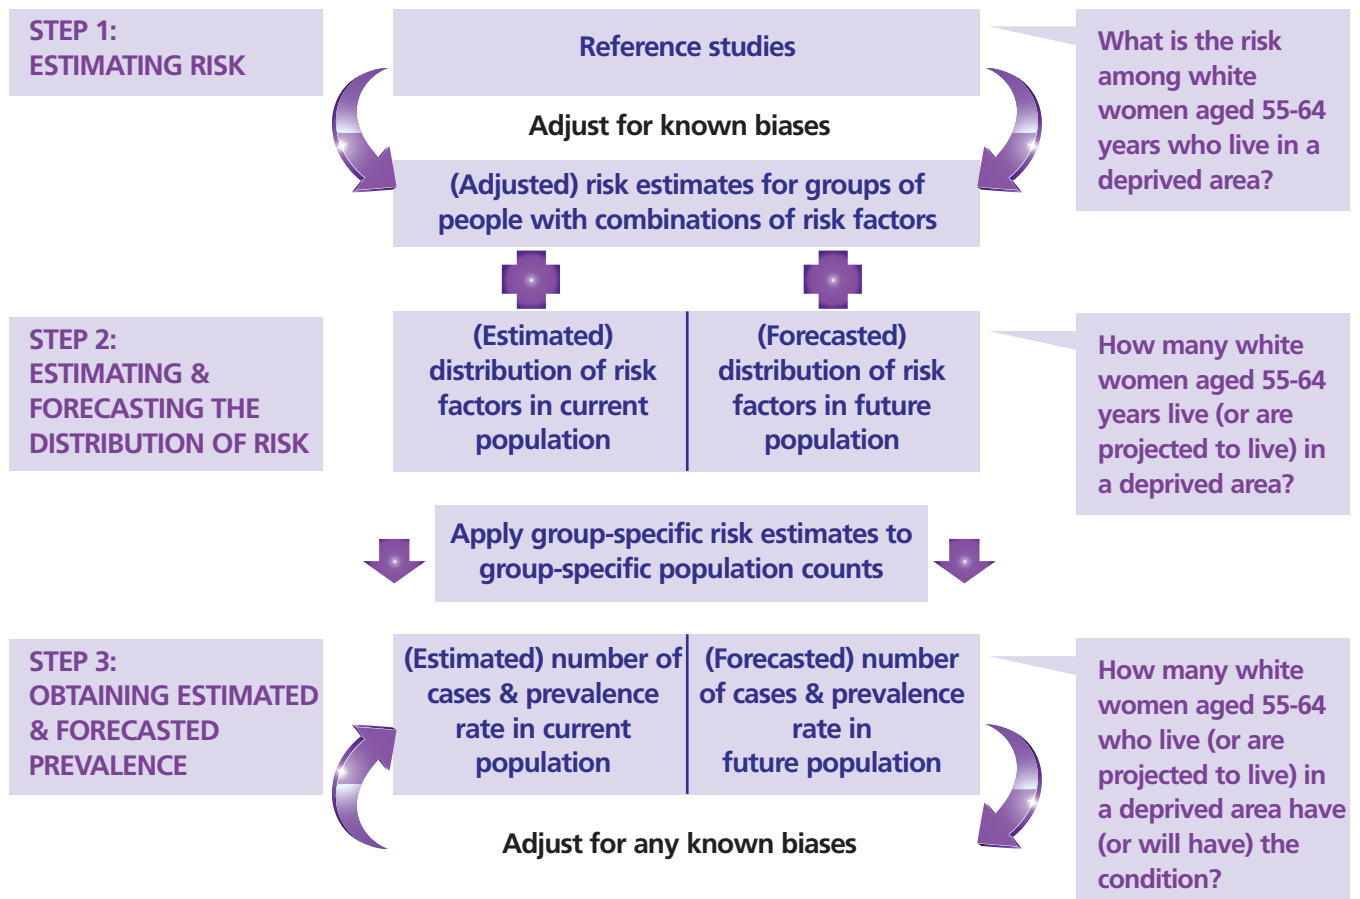 STEP 1:
ESTIMATING RISK
Reference studies
Adjust for known biases
(Adjusted) risk estimates for groups of
people with combinations of risk factors
What is the risk
among white
women aged 55-64
years who live in a
deprived area?
STEP 2:
ESTIMATING &
FORECASTING THE
DISTRIBUTION OF RISK
(Estimated)
distribution of risk
factors in current
population
(Forecasted)
distribution of risk
factors in future
population
How many white
women aged 55-64
years live (or are
projected to live) in
a deprived area?
Apply group-specific risk estimates to
group-specific population counts
STEP 3:
OBTAINING ESTIMATED
& FORECASTED
PREVALENCE
(Estimated) number of
cases & prevalence
rate in current
population
(Forecasted) number
of cases & prevalence
rate in
future population
Adjust for any known biases
How many white
women aged 55-64
who live (or are
projected to live) in
a deprived area have
(or will have) the
condition?